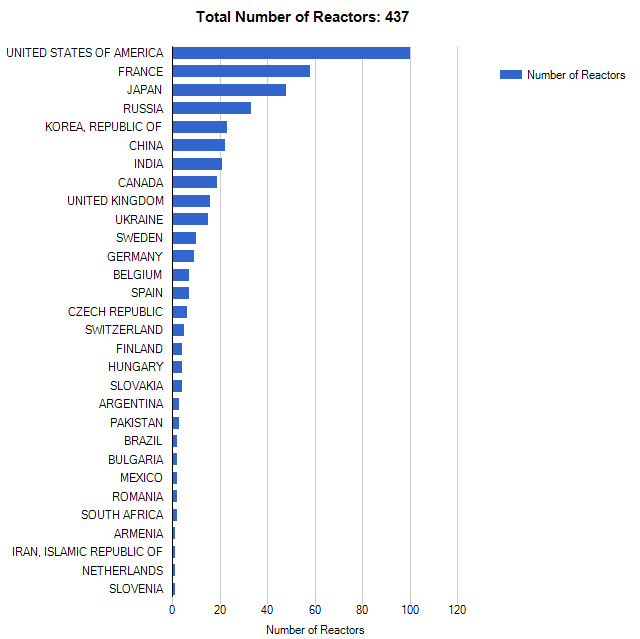 Total Number of Reactors: 437
UNITED STATES OF AMERICA
FRANCE
JAPAN
RUSSIA
KOREA, REPUBLIC OF
CHINA
INDIA
CANADA
UNITED KINGDOM
UKRAINE
SWEDEN
GERMANY
BELGIUM
SPAIN
CZECH REPUBLIC
SWITZERLAND
FINLAND
HUNGARY
SLOVAKIA
ARGENTINA
PAKISTAN
BRAZIL
BULGARIA
MEXICO
ROMANIA
SOUTH AFRICA
ARMENIA
IRAN, ISLAMIC REPUBLIC OF
NETHERLANDS
SLOVENIA
0 20 40 60 80 100 120
Number of Reactors
Number of Reactors